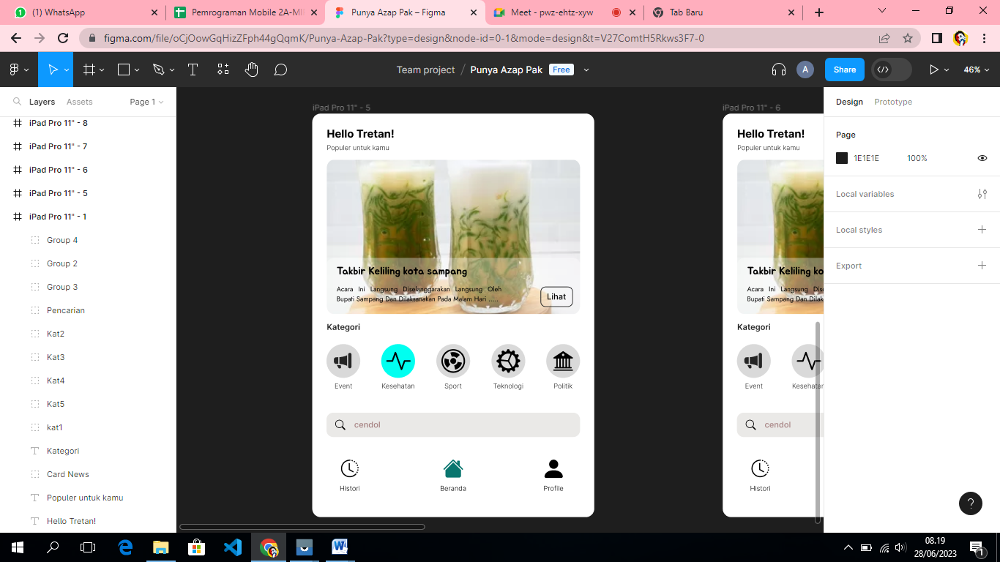 (1) WhatsApp
Pemrograman Mobile 2A-MI
Punya Azap Pak – Figma
Meet - pwz-ehtz-xyw
Tab Baru
figma.com/file/oCjOowGqHizZFph44gQqmK/Punya-Azap-Pak?type=design&node-id=0-1&mode=design&t=V27ComtH5Rkws3F7-0
Team project / Punya Azap Pak Free
A
Share
46%
Layers
Assets
Page 1
iPad Pro 11" - 8
iPad Pro 11" - 7
iPad Pro 11" - 6
iPad Pro 11" - 5
iPad Pro 11" - 1
Group 4
Group 2
Group 3
Pencarian
Kat2
Kat3
Kat4
Kat5
kat1
Kategori
Card News
Populer untuk kamu
Hello Tretan!
iPad Pro 11" - 5
Hello Tretan!
Populer untuk kamu
Takbir Keliling kota sampang
Acara Ini Langsung Diselanggarakan Langsung Oleh
Bupati Sampang Dan Dilaksanakan Pada Malam Hari .....
Lihat
Kategori
Event
Kesehatan
Sport
Teknologi
Politik
cendol
Histori
Beranda
Profile
iPad Pro 11" - 6
Hello Tretan!
Populer untuk kamu
Takbir Keliling ko
Acara Ini Langsung Di
Bupati Sampang Dan Dila
Kategori
Event
Kesehatan
cendol
Histori
Design
Prototype
Page
1E1E1E
100%
Local variables
Local styles
Export
?
08.19
28/06/2023
1